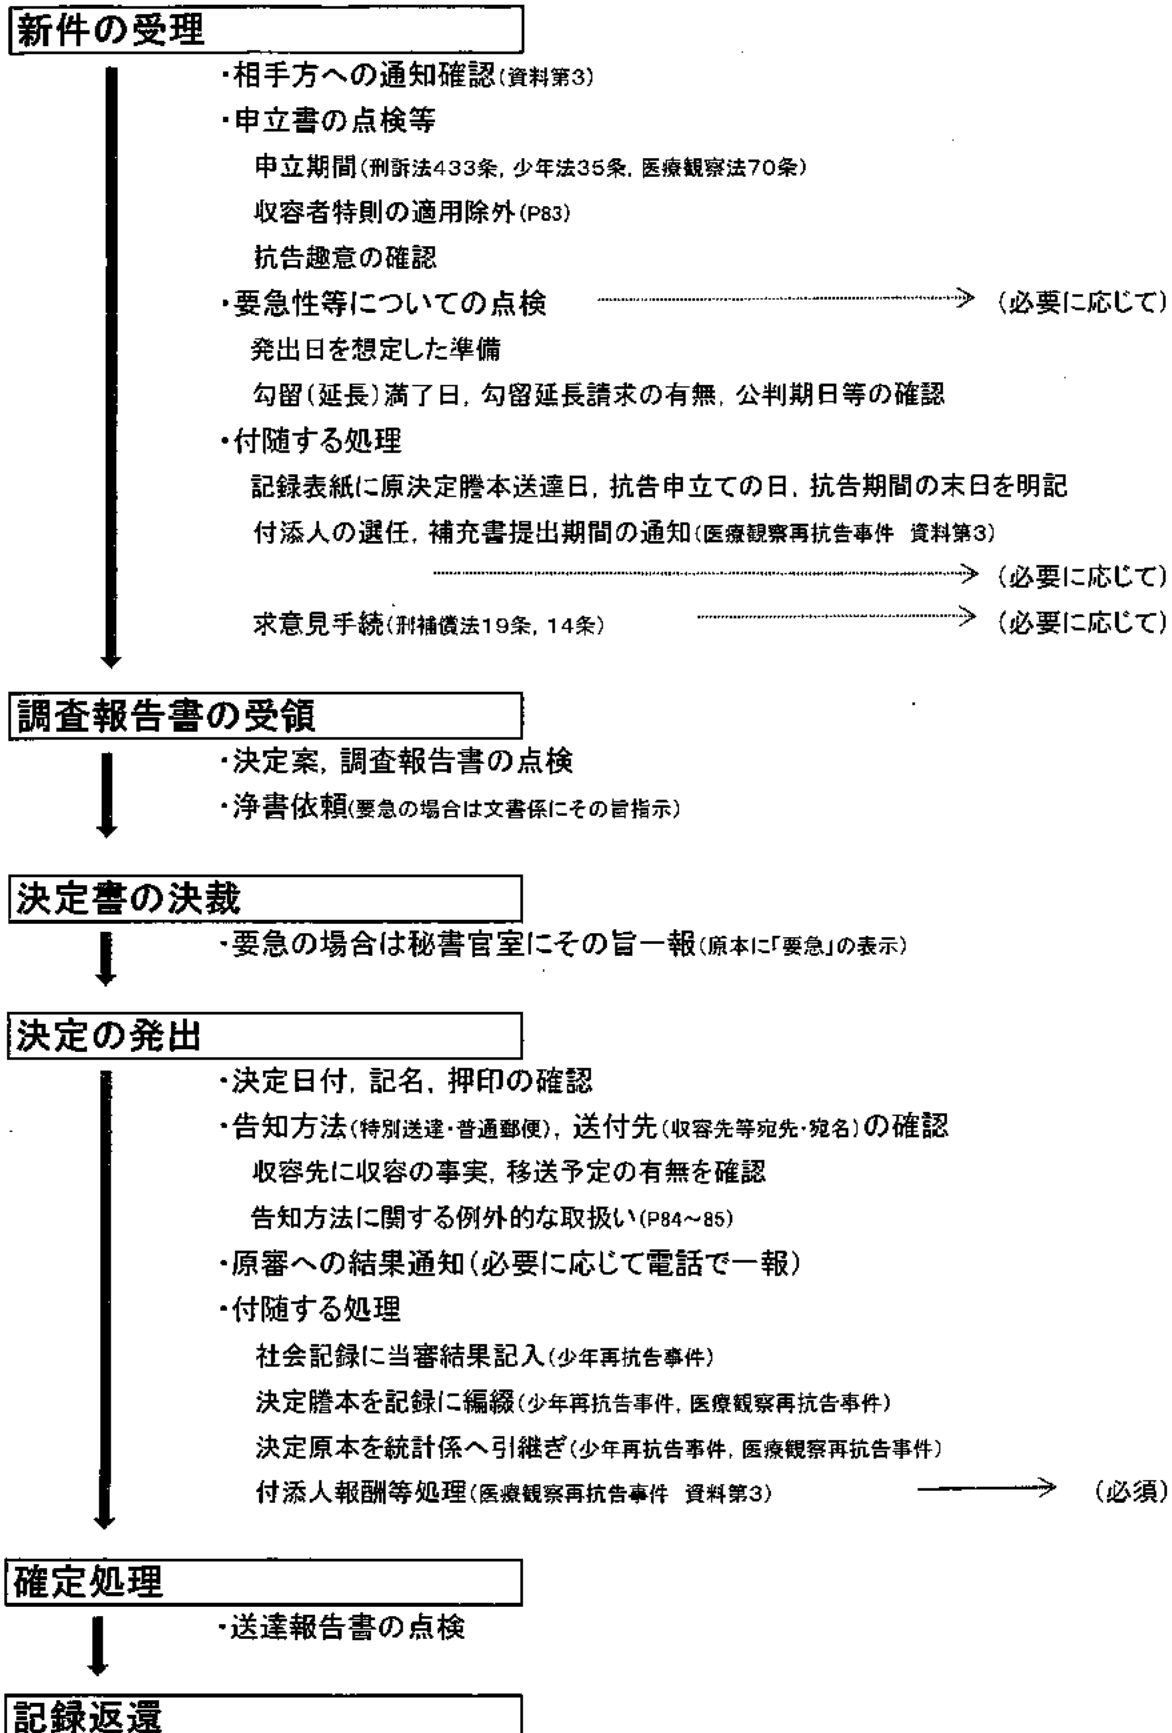 新件の受理
・相手方への通知確認(資料第3)
・申立書の点検等
申立期間(刑訴法433条, 少年法35条, 医療観察法70条)
収容者特則の適用除外(P83)
抗告趣意の確認
・要急性等についての点検 (必要に応じて)
発出日を想定した準備
勾留(延長)満了日, 勾留延長請求の有無, 公判期日等の確認
・付随する処理
記録表紙に原決定謄本送達日, 抗告申立ての日, 抗告期間の末日を明記
付添人の選任, 補充書提出期間の通知(医療観察再抗告事件 資料第3)
(必要に応じて)
求意見手続(刑補償法19条, 14条) (必要に応じて)
調査報告書の受領
・決定案, 調査報告書の点検
・浄書依頼(要急の場合は文書係にその旨指示)
決定書の決裁
・要急の場合は秘書官室にその旨一報(原本に「要急」の表示)
決定の発出
・決定日付, 記名, 押印の確認
・告知方法(特別送達・普通郵便), 送付先(収容先等宛先・宛名)の確認
収容先に収容の事実, 移送予定の有無を確認
告知方法に関する例外的な取扱い(P84～85)
・原審への結果通知(必要に応じて電話で一報)
・付随する処理
社会記録に当審結果記入(少年再抗告事件)
決定謄本を記録に編綴(少年再抗告事件, 医療観察再抗告事件)
決定原本を統計係へ引継ぎ(少年再抗告事件, 医療観察再抗告事件)
付添人報酬等処理(医療観察再抗告事件 資料第3) (必須)
確定処理
・送達報告書の点検
記録返還